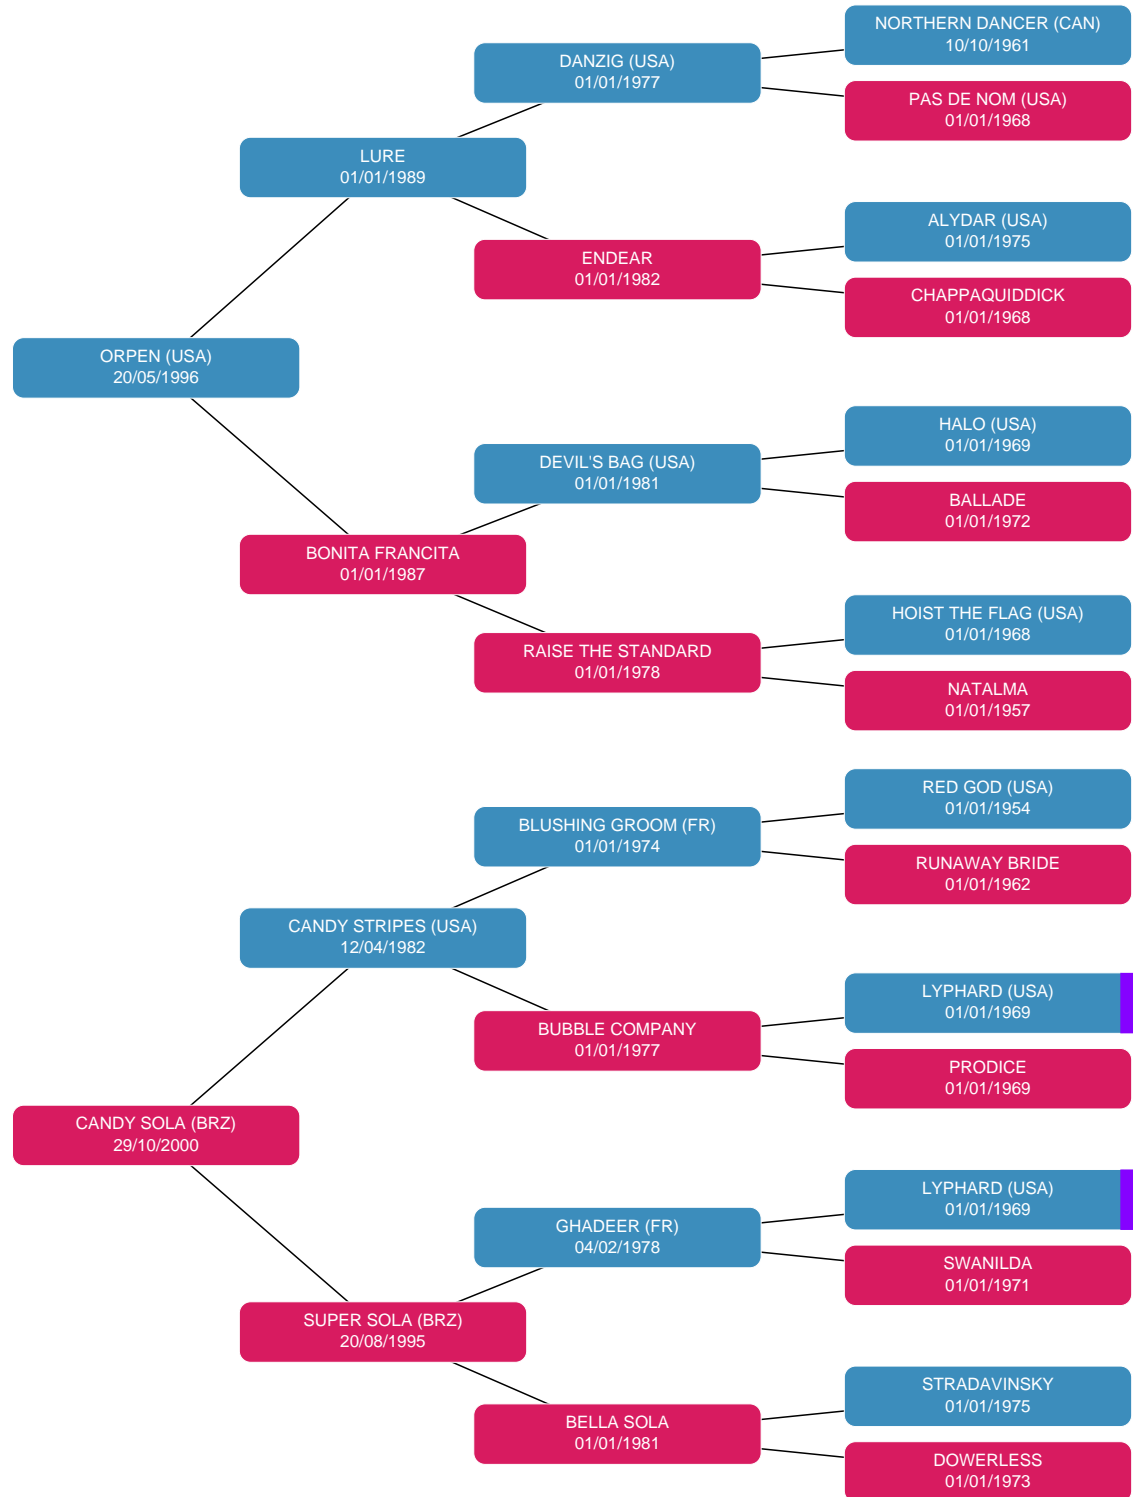 NORTHERN DANCER (CAN)
10/10/1961
DANZIG (USA)
01/01/1977
PAS DE NOM (USA)
01/01/1968
LURE
01/01/1989
ALYDAR (USA)
01/01/1975
ENDEAR
01/01/1982
CHAPPAQUIDDICK
01/01/1968
ORPEN (USA)
20/05/1996
HALO (USA)
01/01/1969
DEVIL'S BAG (USA)
01/01/1981
BALLADE
01/01/1972
BONITA FRANCITA
01/01/1987
HOIST THE FLAG (USA)
01/01/1968
RAISE THE STANDARD
01/01/1978
NATALMA
01/01/1957
RED GOD (USA)
01/01/1954
BLUSHING GROOM (FR)
01/01/1974
RUNAWAY BRIDE
01/01/1962
CANDY STRIPES (USA)
12/04/1982
LYPHARD (USA)
01/01/1969
BUBBLE COMPANY
01/01/1977
PRODICE
01/01/1969
CANDY SOLA (BRZ)
29/10/2000
LYPHARD (USA)
01/01/1969
GHADEER (FR)
04/02/1978
SWANILDA
01/01/1971
SUPER SOLA (BRZ)
20/08/1995
STRADAVINSKY
01/01/1975
BELLA SOLA
01/01/1981
DOWERLESS
01/01/1973